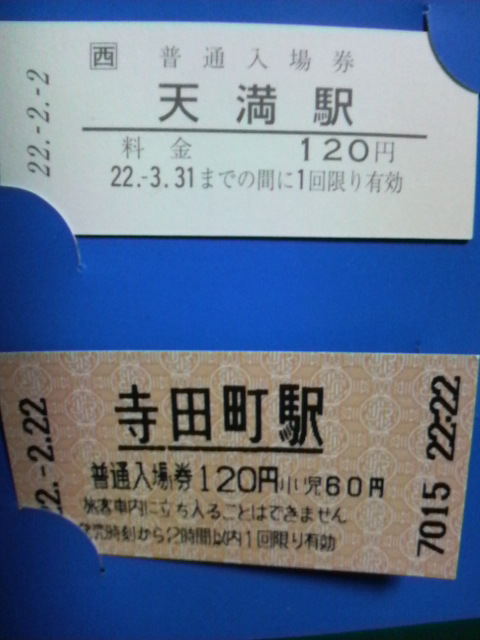 西 普通入場券
天満駅
料金 120円
22.-3.31までの間に1回限り有効
22.-2.-2
寺田町駅
普通入場券120円小児60円
旅客車内に立ち入ることはできません
発売時刻から2時間以内1回限り有効
22.-2.22
7015 22:22